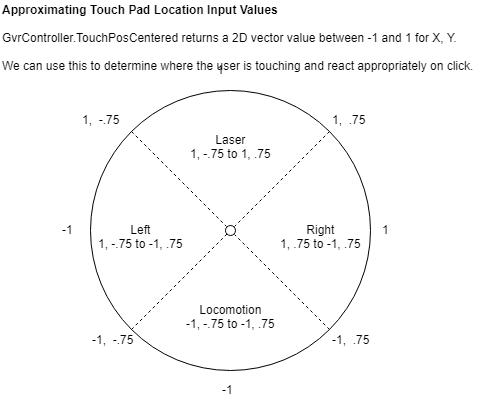 Approximating Touch Pad Location Input Values
GvrController.TouchPosCentered returns a 2D vector value between -1 and 1 for X, Y.
We can use this to determine where the user is touching and react appropriately on click.
1, -.75
1, .75
Laser
1, -.75 to 1, .75
-1
Left
1, -.75 to -1, .75
Right
1, .75 to -1, .75
1
Locomotion
-1, -.75 to -1, .75
-1, -.75
-1, .75
-1